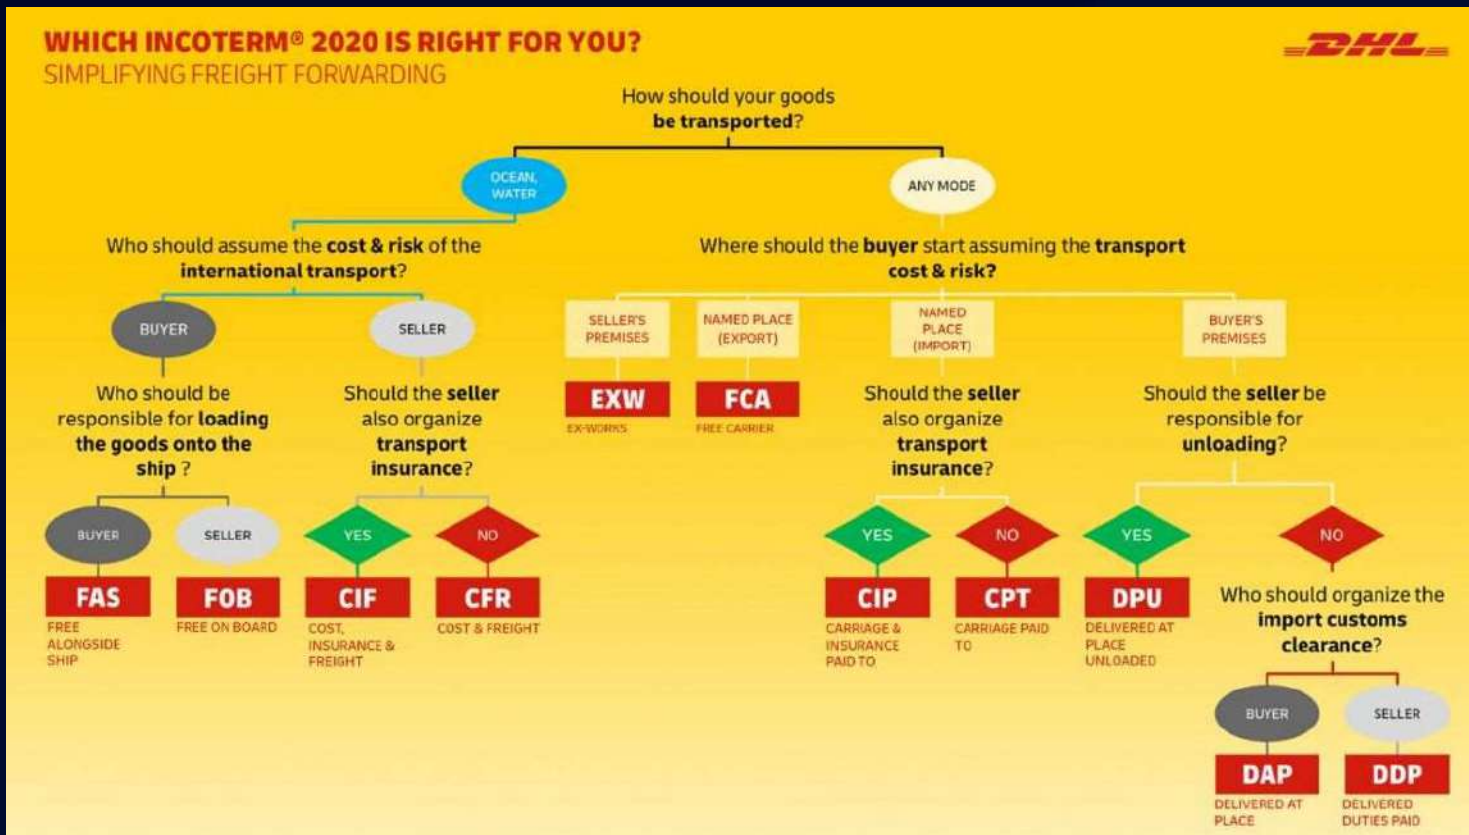 WHICH INCOTERM® 2020 IS RIGHT FOR YOU?
SIMPLIFYING FREIGHT FORWARDING
DHL
How should your goods
be transported?
OCEAN,
WATER
ANY MODE
Who should assume the cost & risk of the
international transport?
Where should the buyer start assuming the transport
cost & risk?
BUYER
SELLER
SELLER'S
PREMISES
NAMED PLACE
(EXPORT)
NAMED
PLACE
(IMPORT)
BUYER'S
PREMISES
EXW
EX-WORKS
FCA
FREE CARRIER
Who should be
responsible for loading
the goods onto the
ship ?
Should the seller
also organize
transport
insurance?
Should the seller
also organize
transport
insurance?
Should the seller be
responsible for
unloading?
BUYER
SELLER
YES
NO
YES
NO
YES
NO
FAS
FREE
ALONGSIDE
SHIP
FOB
FREE ON BOARD
CIF
COST,
INSURANCE &
FREIGHT
CFR
COST & FREIGHT
CIP
CARRIAGE &
INSURANCE
PAID TO
CPT
CARRIAGE PAID
TO
DPU
DELIVERED AT
PLACE
UNLOADED
Who should organize the
import customs
clearance?
BUYER
SELLER
DAP
DELIVERED AT
PLACE
DDP
DELIVERED
DUTIES PAID